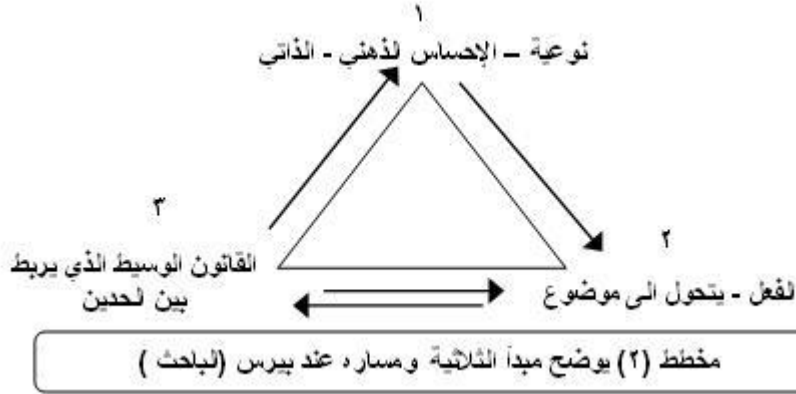 ١
نوعية – الإحساس الذهني - الذاتي
٣
٢
القانون الوسيط الذي يربط
بين الحدين
الفعل - يتحول الى موضوع
مخطط (٢) يوضح مبدأ الثلاثية ومساره عند بيرس (الباحث )